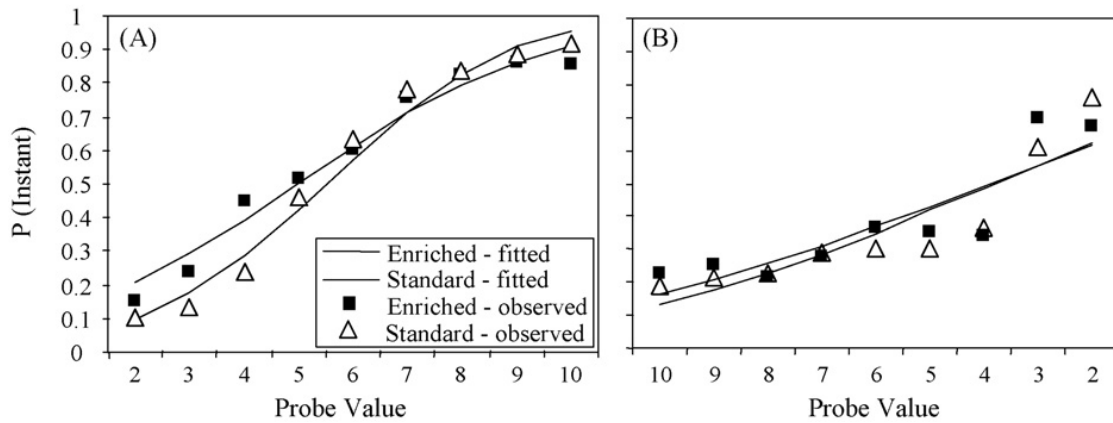 P (Instant)
1
0.9
0.8
0.7
0.6
0.5
0.4
0.3
0.2
0.1
0
(A)
Enriched - fitted
Standard - fitted
Enriched - observed
Standard - observed
2 3 4 5 6 7 8 9 10
Probe Value
(B)
10 9 8 7 6 5 4 3 2
Probe Value